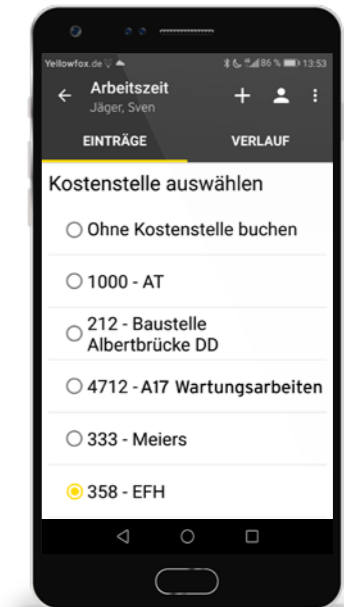 Yellowfox.de 86 % 13:53
Arbeitszeit
Jäger, Sven
EINTRÄGE VERLAUF
Kostenstelle auswählen
Ohne Kostenstelle buchen
1000 - AT
212 - Baustelle
Albertbrücke DD
4712 - A17 Wartungsarbeiten
333 - Meiers
358 - EFH